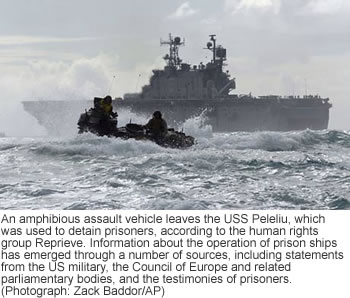 An amphibious assault vehicle leaves the USS Peleliu, which
was used to detain prisoners, according to the human rights
group Reprieve. Information about the operation of prison ships
has emerged through a number of sources, including statements
from the US military, the Council of Europe and related
parliamentary bodies, and the testimonies of prisoners.
(Photograph: Zack Baddor/AP)